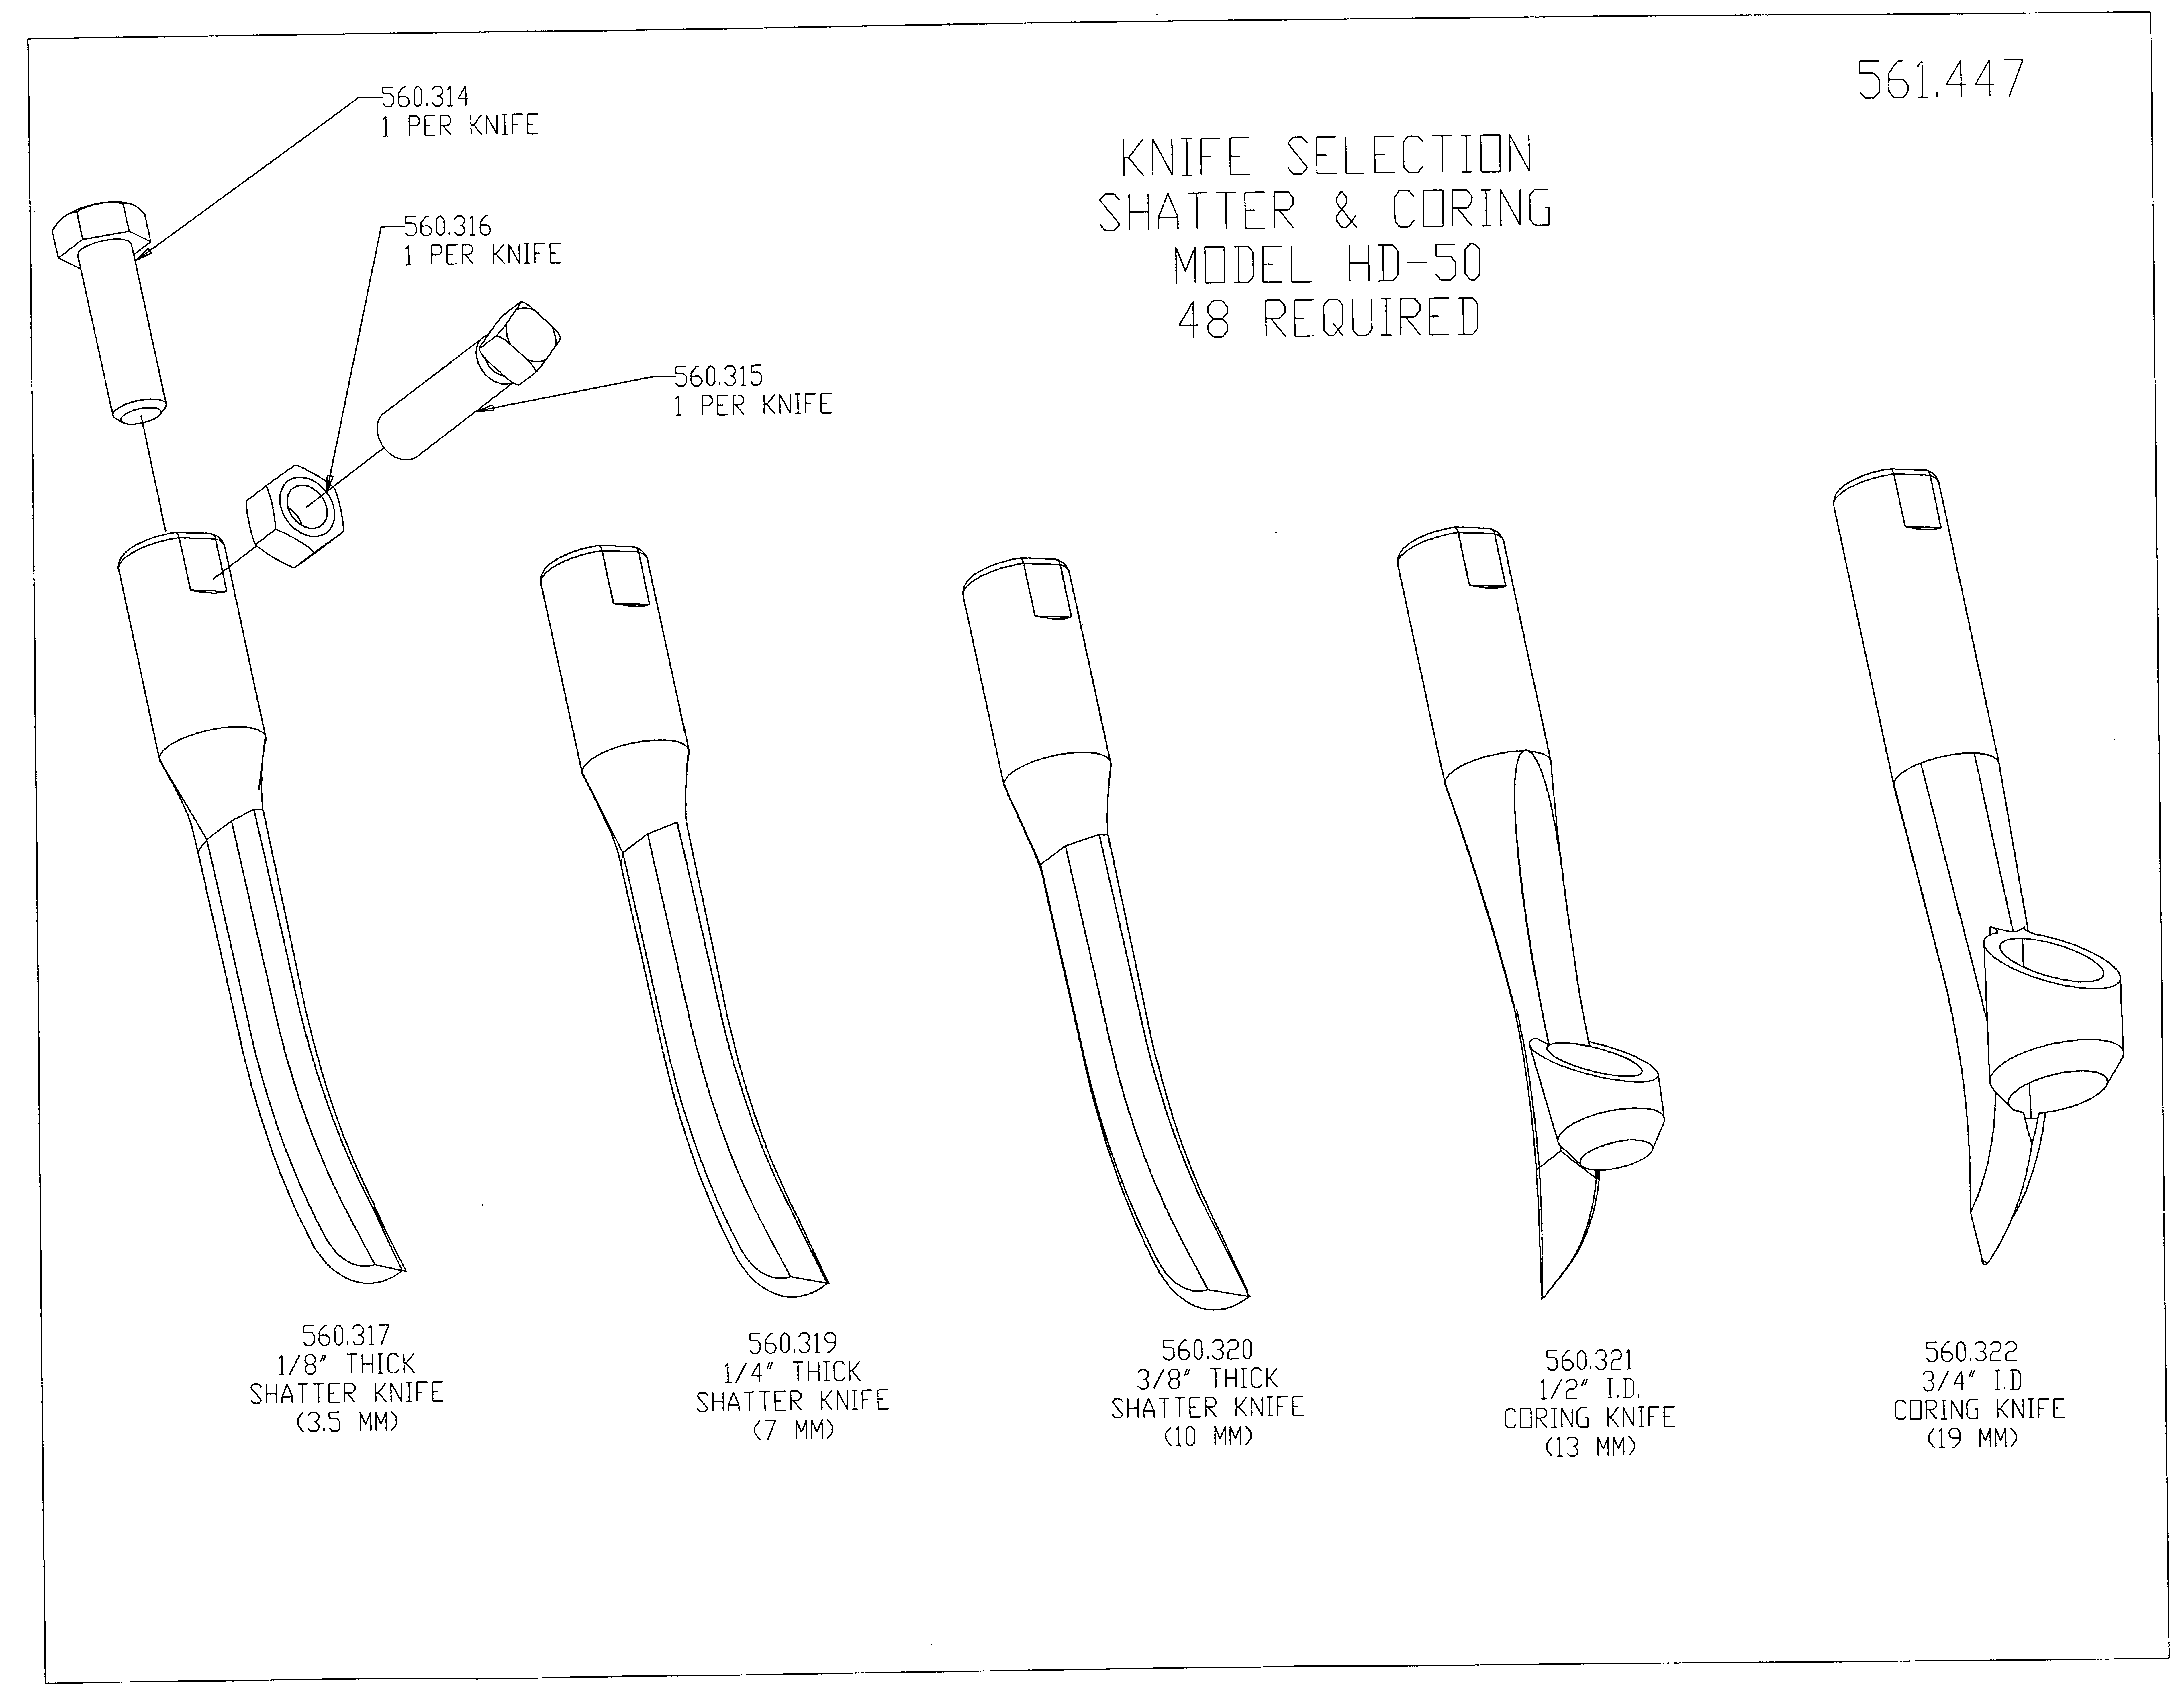 561.447
KNIFE SELECTION
SHATTER & CORING
MODEL HD-50
48 REQUIRED
560.314
1 PER KNIFE
560.316
1 PER KNIFE
560.315
1 PER KNIFE
560.317
1/8" THICK
SHATTER KNIFE
(3.5 MM)
560.319
1/4" THICK
SHATTER KNIFE
(7 MM)
560.320
3/8" THICK
SHATTER KNIFE
(10 MM)
560.321
1/2" I.D.
CORING KNIFE
(13 MM)
560.322
3/4" I.D
CORING KNIFE
(19 MM)